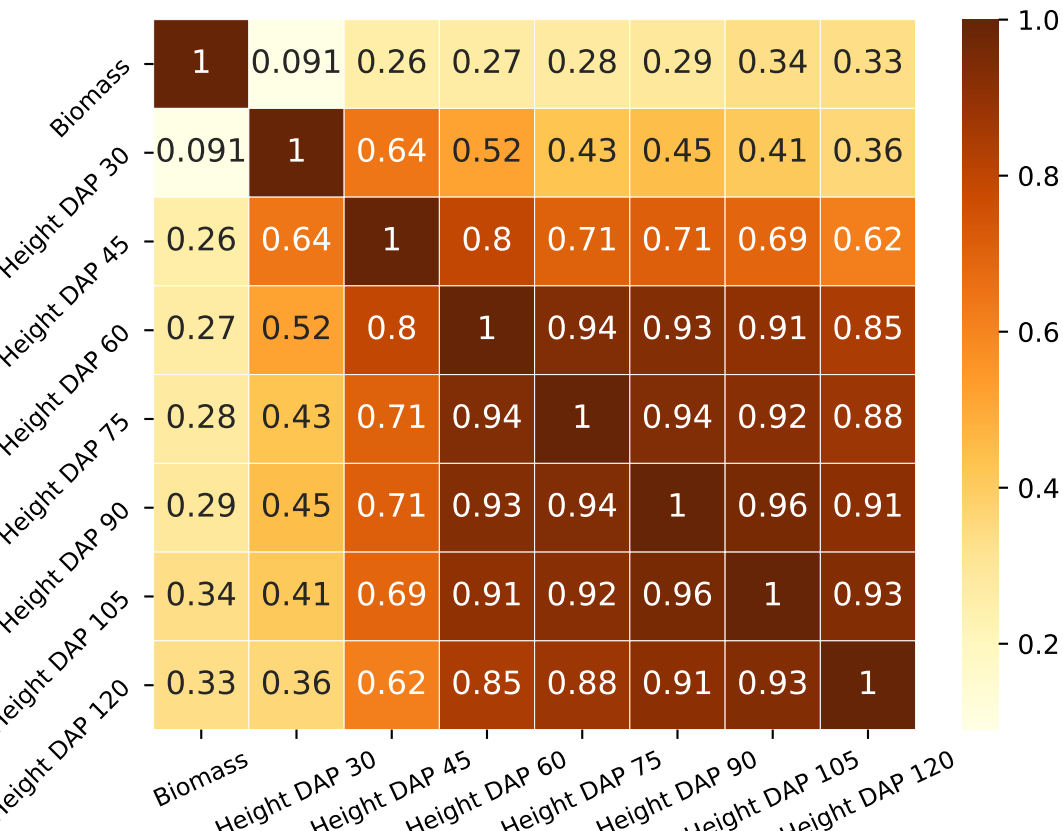 Biomass 1 0.091 0.26 0.27 0.28 0.29 0.34 0.33
Height DAP 30 0.091 1 0.64 0.52 0.43 0.45 0.41 0.36
Height DAP 45 0.26 0.64 1 0.8 0.71 0.71 0.69 0.62
Height DAP 60 0.27 0.52 0.8 1 0.94 0.93 0.91 0.85
Height DAP 75 0.28 0.43 0.71 0.94 1 0.94 0.92 0.88
Height DAP 90 0.29 0.45 0.71 0.93 0.94 1 0.96 0.91
Height DAP 105 0.34 0.41 0.69 0.91 0.92 0.96 1 0.93
Height DAP 120 0.33 0.36 0.62 0.85 0.88 0.91 0.93 1
Biomass Height DAP 30 Height DAP 45 Height DAP 60 Height DAP 75 Height DAP 90 Height DAP 105 Height DAP 120
1.0
0.8
0.6
0.4
0.2